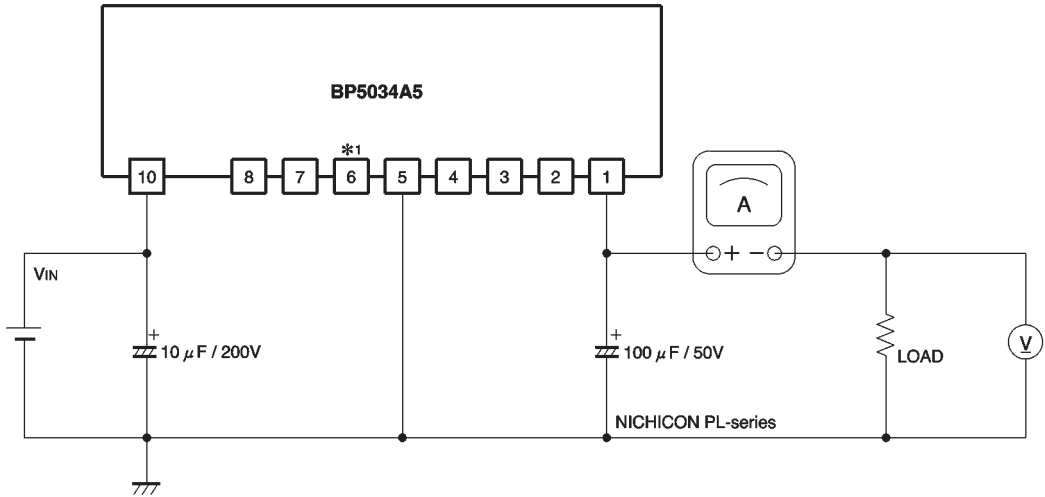 BP5034A5
*1
10 8 7 6 5 4 3 2 1
A
+ −
VIN
+
10 μF / 200V
+
100 μF / 50V
LOAD
V
NICHICON PL-series